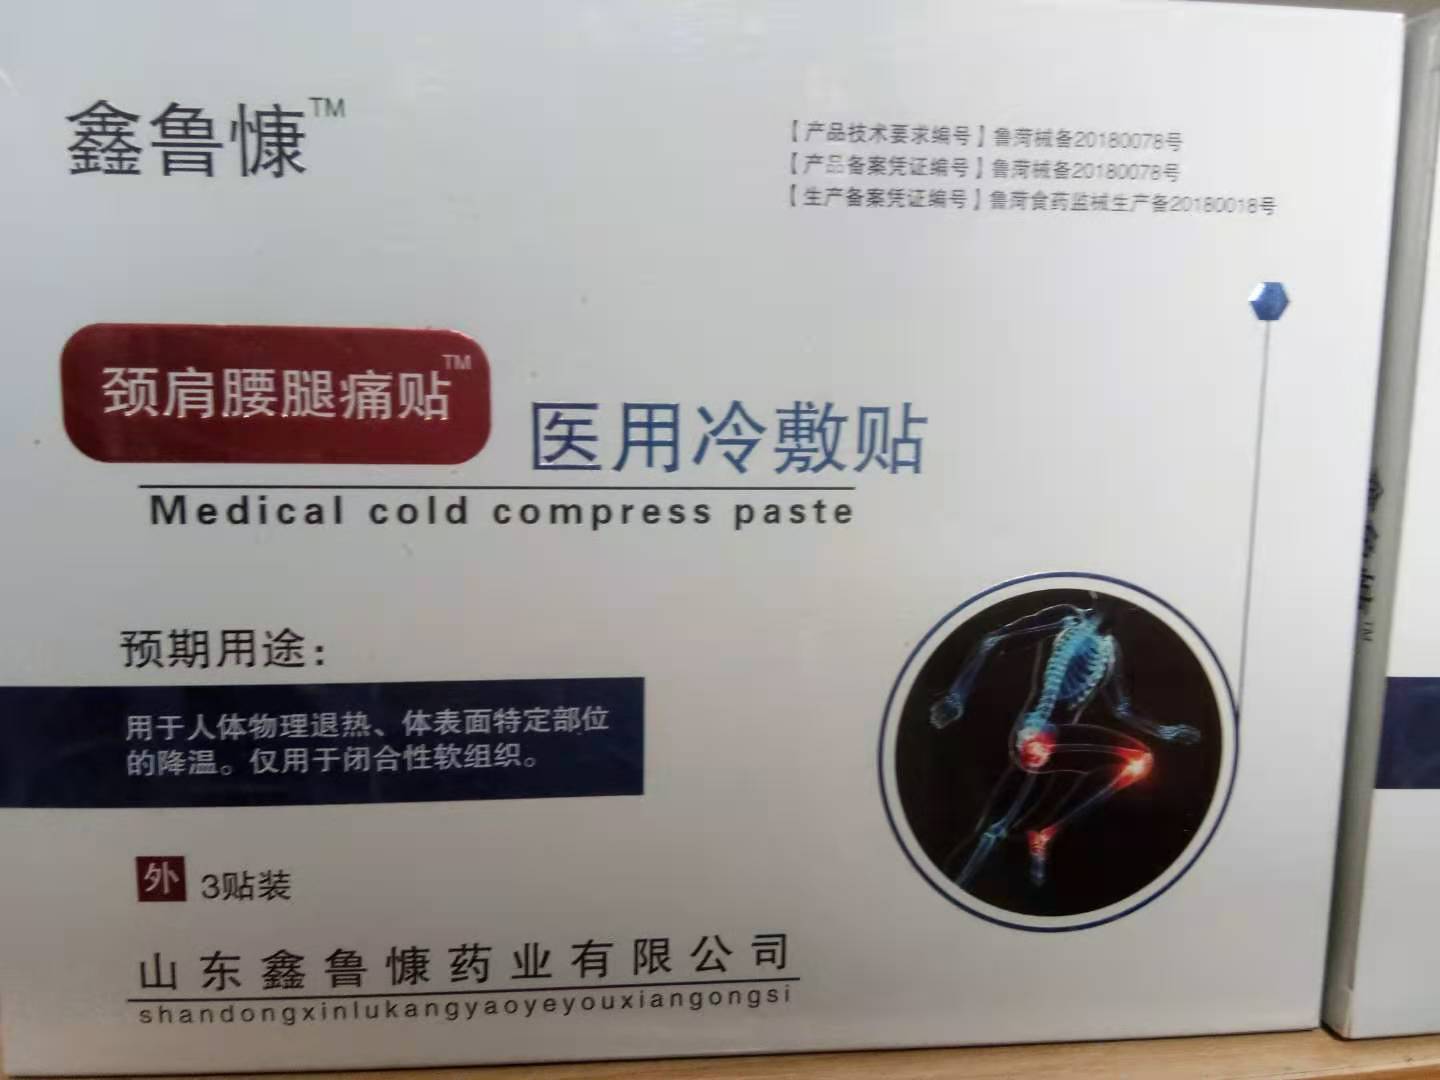 鑫鲁慷™
【产品技术要求编号】鲁菏械备20180078号
【产品备案凭证编号】鲁菏械备20180078号
【生产备案凭证编号】鲁菏食药监械生产备20180018号
颈肩腰腿痛贴™
医用冷敷贴
Medical cold compress paste
预期用途：
用于人体物理退热、体表面特定部位
的降温。仅用于闭合性软组织。
外 3贴装
山东鑫鲁慷药业有限公司
shandongxinlukangyaoyeyouxiangongsi